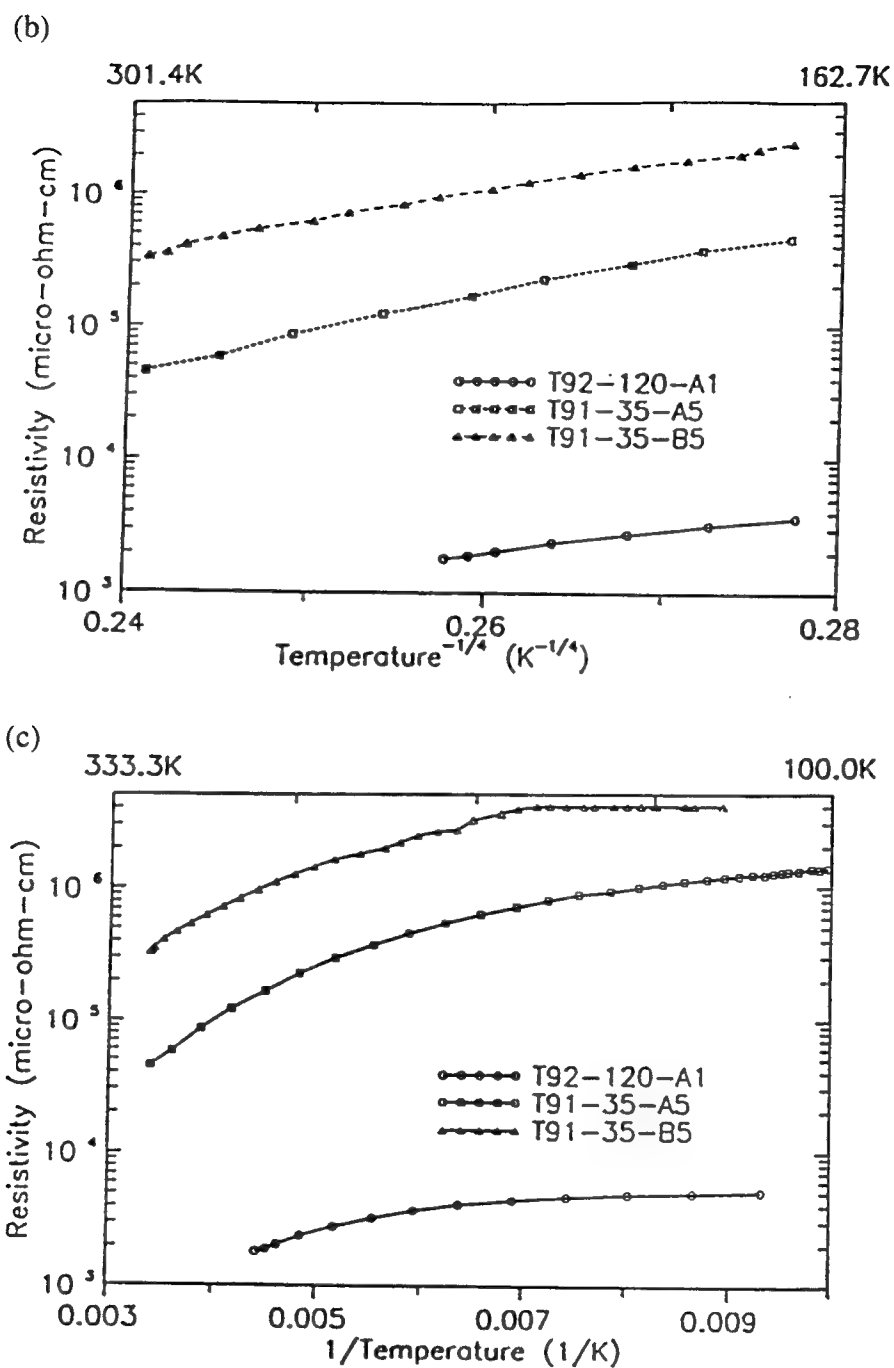 (b)
301.4K 162.7K
10⁶
10⁵
10⁴
10³
Resistivity (micro-ohm-cm)
T92-120-A1
T91-35-A5
T91-35-B5
0.24 0.26 0.28
Temperature⁻¹/⁴ (K⁻¹/⁴)
(c)
333.3K 100.0K
10⁶
10⁵
10⁴
10³
Resistivity (micro-ohm-cm)
T92-120-A1
T91-35-A5
T91-35-B5
0.003 0.005 0.007 0.009
1/Temperature (1/K)